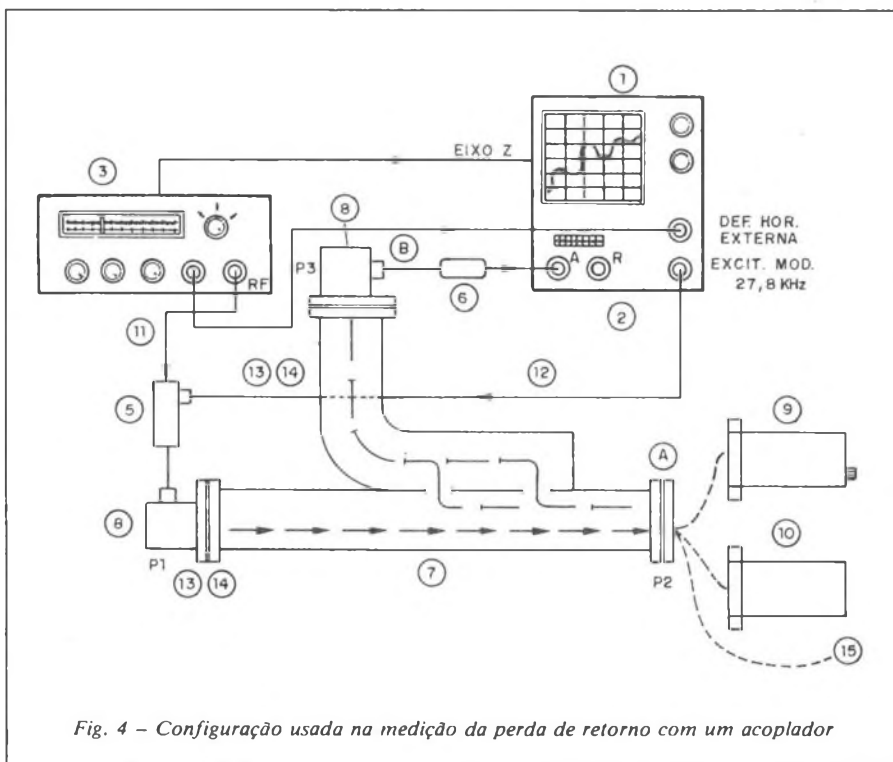 1
EIXO Z
3
8
DEF. HOR.
EXTERNA
B
P3
A
R
EXCIT. MOD.
27,8 KHz
RF
6
2
11
13 14
12
5
9
A
8
10
P1
13 14
7
P2
15
Fig. 4 – Configuração usada na medição da perda de retorno com um acoplador